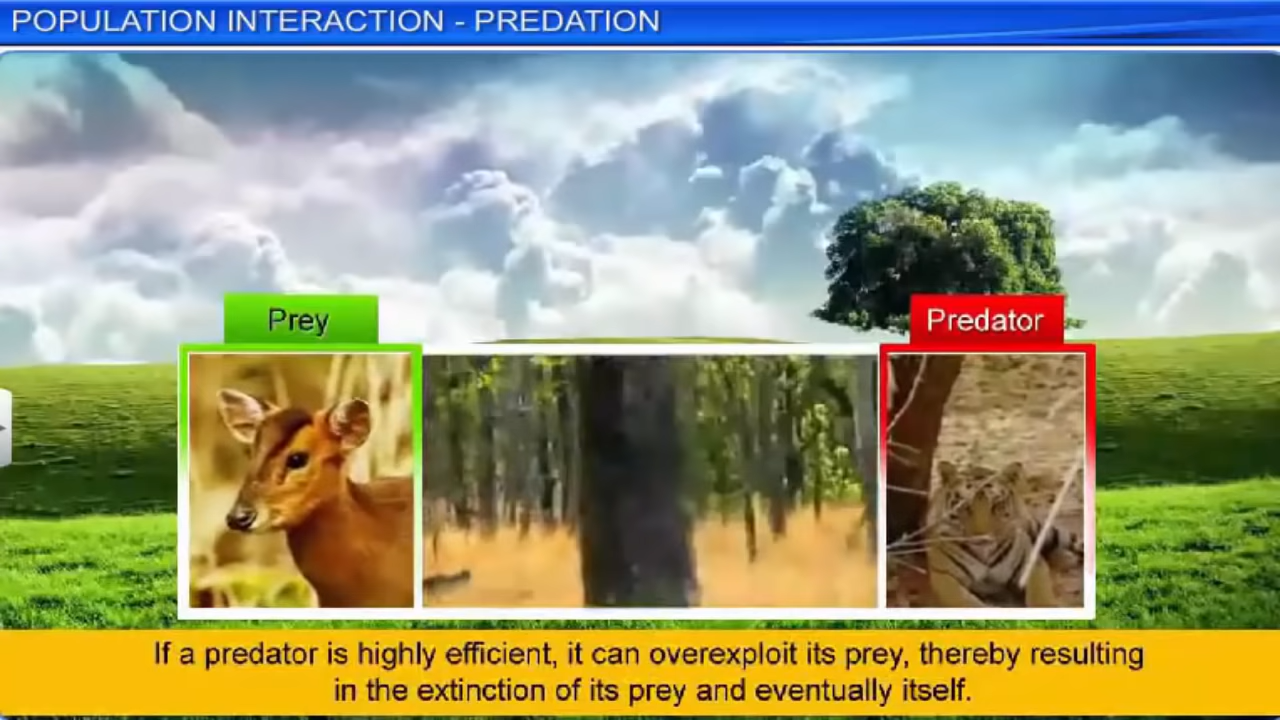 POPULATION INTERACTION - PREDATION
Prey
Predator
If a predator is highly efficient, it can overexploit its prey, thereby resulting
in the extinction of its prey and eventually itself.